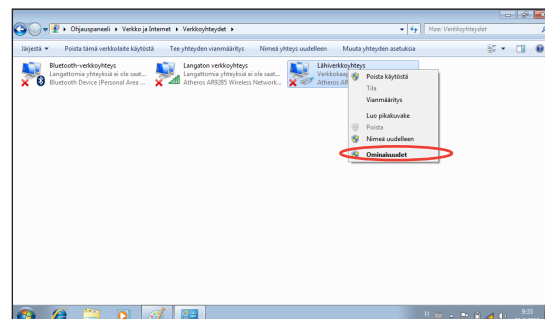 Ohjauspaneeli ▸ Verkko ja Internet ▸ Verkkoyhteydet ▸
Hae: Verkkoyhteydet
Järjestä
Poista tämä verkkolaite käytöstä
Tee yhteyden vianmääritys
Nimeä yhteys uudelleen
Muuta yhteyden asetuksia
Bluetooth-verkkoyhteys
Langattomia yhteyksiä ei ole saat...
Bluetooth Device (Personal Area ...
Langaton verkkoyhteys
Langattomia yhteyksiä ei ole saat...
Atheros AR9285 Wireless Network...
Lähiverkkoyhteys
Verkkokaap
Atheros AR
Poista käytöstä
Tila
Vianmääritys
Luo pikakuvake
Poista
Nimeä uudelleen
Ominaisuudet
FI
9:33